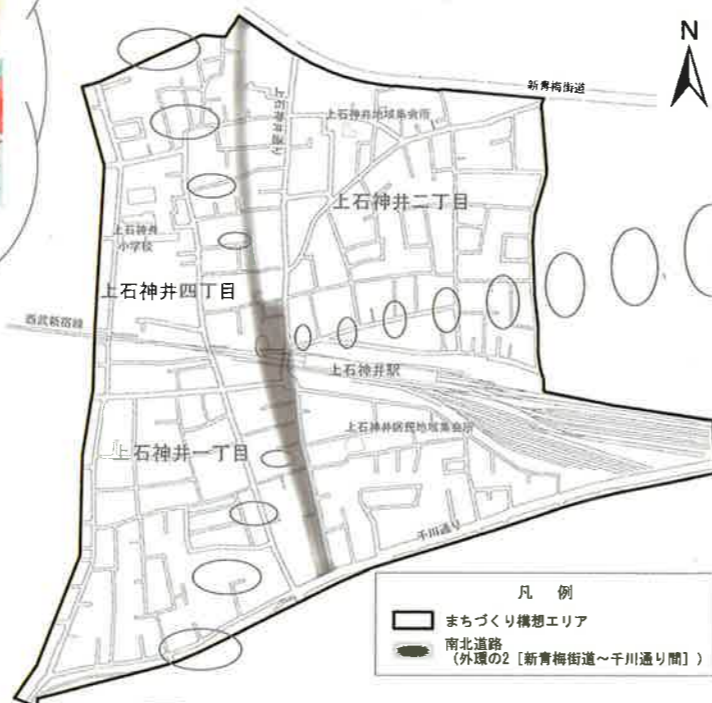 N
新青梅街道
上石神井通り
上石神井地域集会所
上石神井二丁目
上石神井
小学校
上石神井四丁目
西武新宿線
上石神井駅
上石神井区民地域集会所
上石神井一丁目
千川通り
凡 例
まちづくり構想エリア
南北道路
(外環の2[新青梅街道~千川通り間])